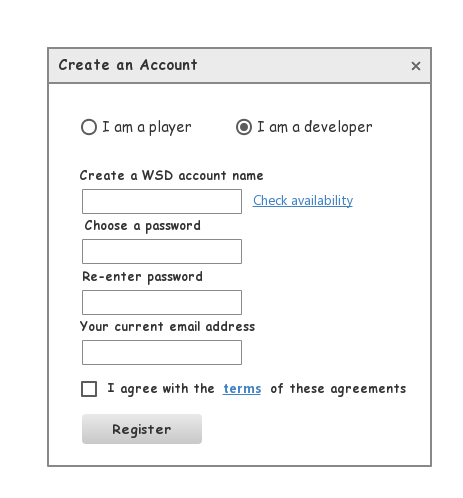 Create an Account ×
I am a player I am a developer
Create a WSD account name
Check availability
Choose a password
Re-enter password
Your current email address
I agree with the terms of these agreements
Register